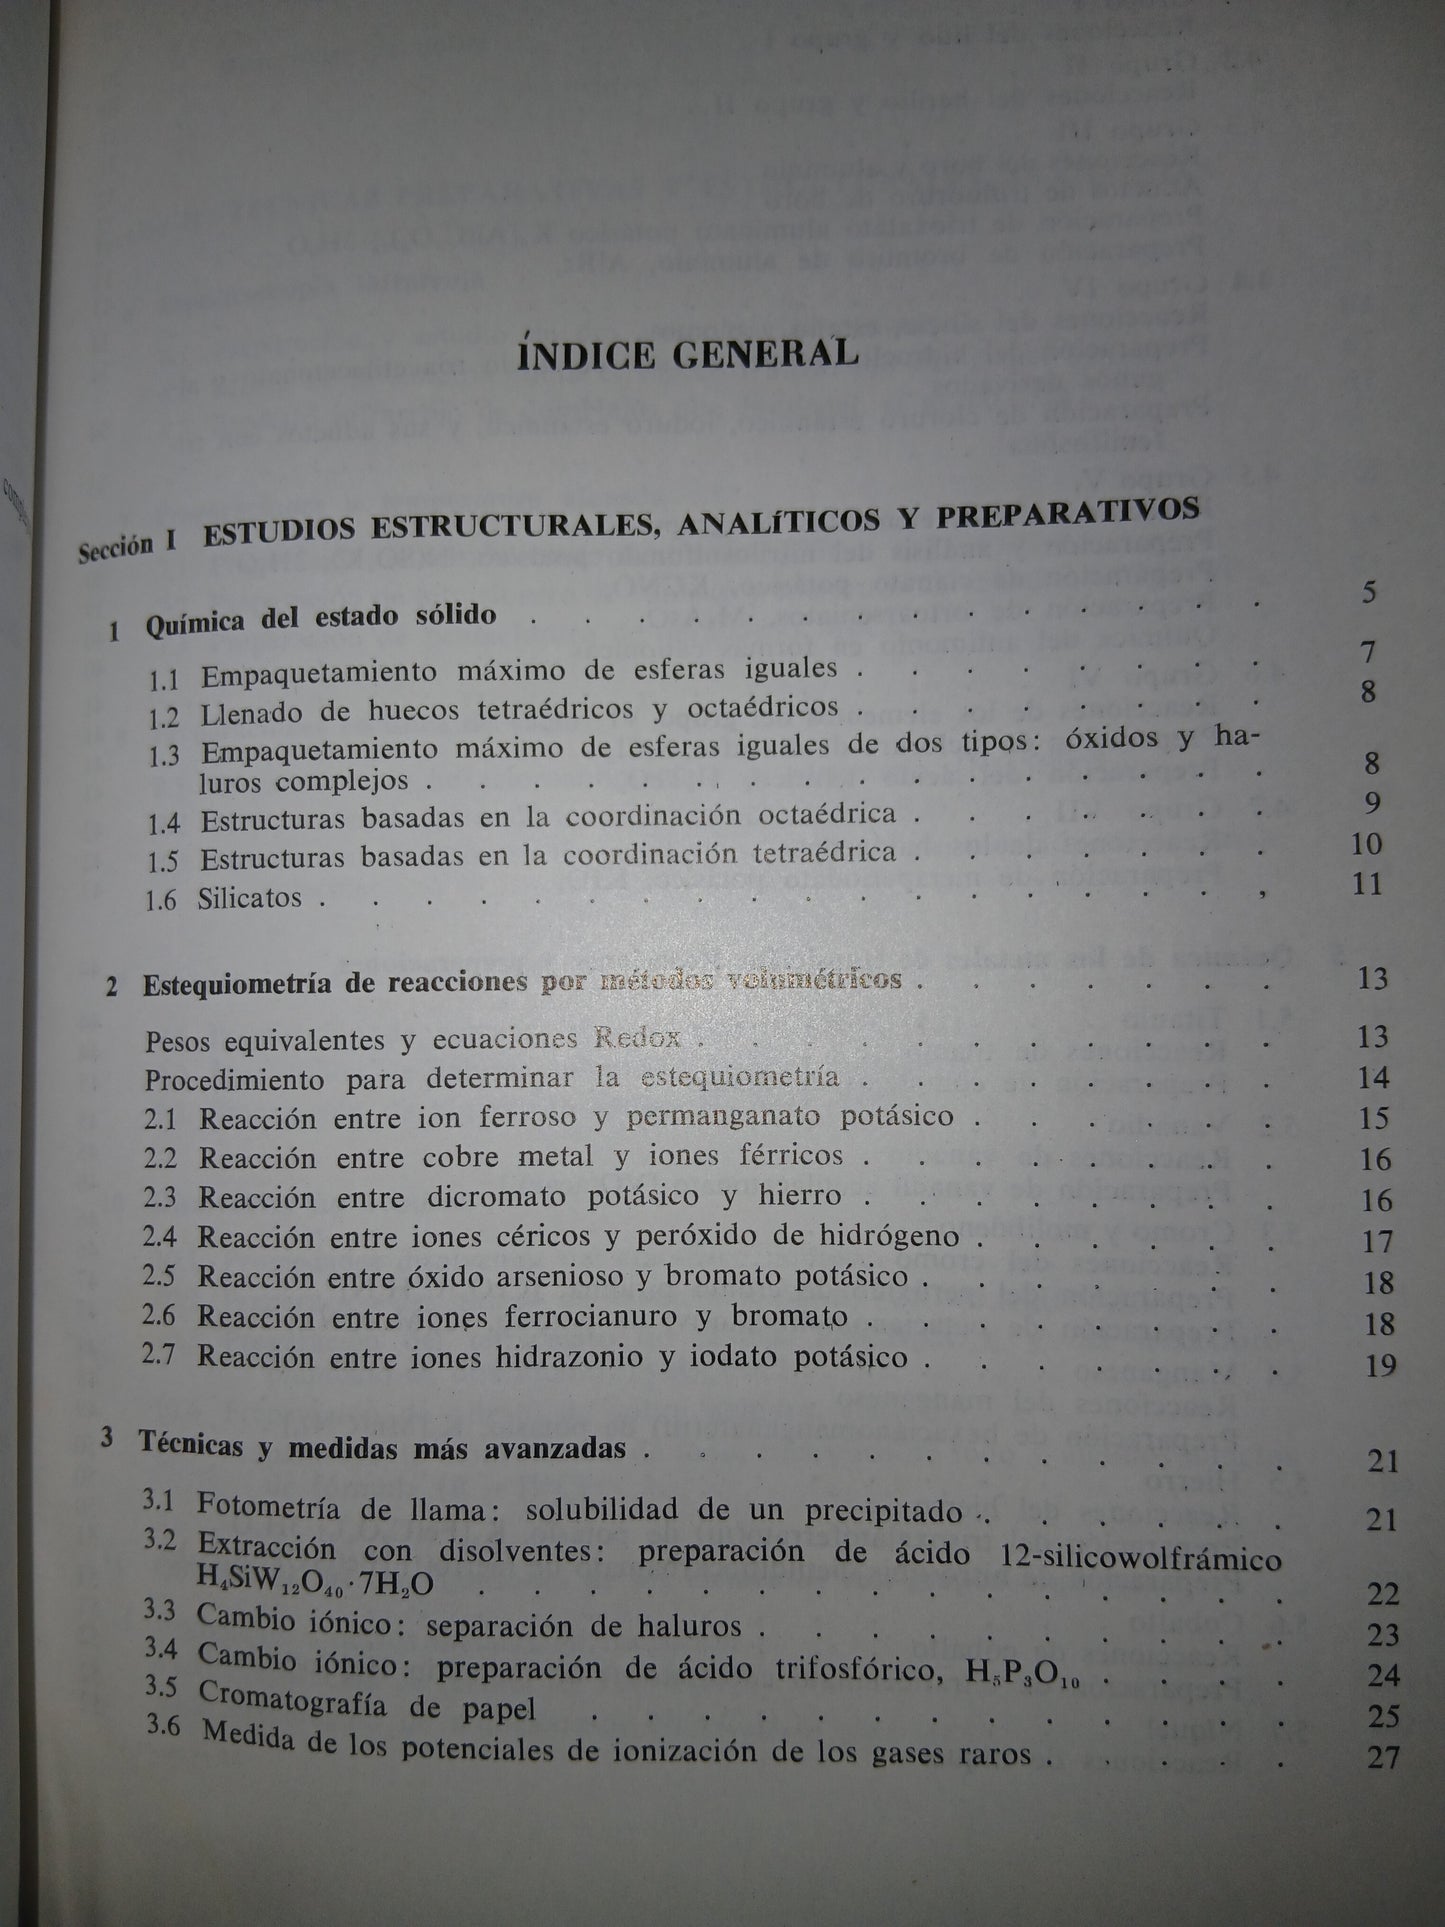 ÍNDICE GENERAL
Sección I ESTUDIOS ESTRUCTURALES, ANALíTICOS Y PREPARATIVOS
1 Química del estado sólido . . . . . . . . . . . . . . 5
1.1 Empaquetamiento máximo de esferas iguales . . . . . . . . 7
1.2 Llenado de huecos tetraédricos y octaédricos . . . . . . . . 8
1.3 Empaquetamiento máximo de esferas iguales de dos tipos: óxidos y ha-
luros complejos . . . . . . . . . . . . . . . . 8
1.4 Estructuras basadas en la coordinación octaédrica . . . . . . . 9
1.5 Estructuras basadas en la coordinación tetraédrica . . . . . . . 10
1.6 Silicatos . . . . . . . . . . . . . . . . . , 11
2 Estequiometría de reacciones por métodos volumétricos . . . . . . . 13
Pesos equivalentes y ecuaciones Redox . . . . . . . . . . . 13
Procedimiento para determinar la estequiometría . . . . . . . . 14
2.1 Reacción entre ion ferroso y permanganato potásico . . . . . . 15
2.2 Reacción entre cobre metal y iones férricos . . . . . . . . 16
2.3 Reacción entre dicromato potásico y hierro . . . . . . . . 16
2.4 Reacción entre iones céricos y peróxido de hidrógeno . . . . . . 17
2.5 Reacción entre óxido arsenioso y bromato potásico . . . . . . . 18
2.6 Reacción entre iones ferrocianuro y bromato . . . . . . . . 18
2.7 Reacción entre iones hidrazonio y iodato potásico . . . . . . . 19
3 Técnicas y medidas más avanzadas . . . . . . . . . . . . 21
3.1 Fotometría de llama: solubilidad de un precipitado . . . . . . 21
3.2 Extracción con disolventes: preparación de ácido 12-silicowolfrámico
H₄SiW₁₂O₄₀·7H₂O . . . . . . . . . . . . . . . 22
3.3 Cambio iónico: separación de haluros . . . . . . . . . . 23
3.4 Cambio iónico: preparación de ácido trifosfórico, H₅P₃O₁₀ . . . . 24
3.5 Cromatografía de papel . . . . . . . . . . . . . 25
3.6 Medida de los potenciales de ionización de los gases raros . . . . . 27